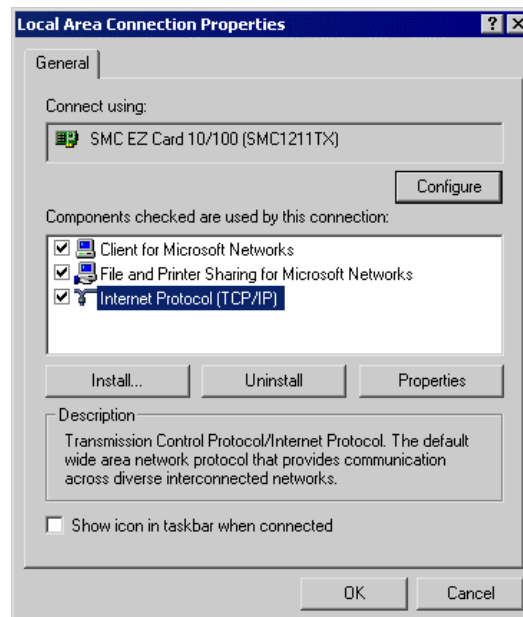 Local Area Connection Properties
General
Connect using:
SMC EZ Card 10/100 (SMC1211TX)
Configure
Components checked are used by this connection:
Client for Microsoft Networks
File and Printer Sharing for Microsoft Networks
Internet Protocol (TCP/IP)
Install...
Uninstall
Properties
Description
Transmission Control Protocol/Internet Protocol. The default
wide area network protocol that provides communication
across diverse interconnected networks.
Show icon in taskbar when connected
OK
Cancel